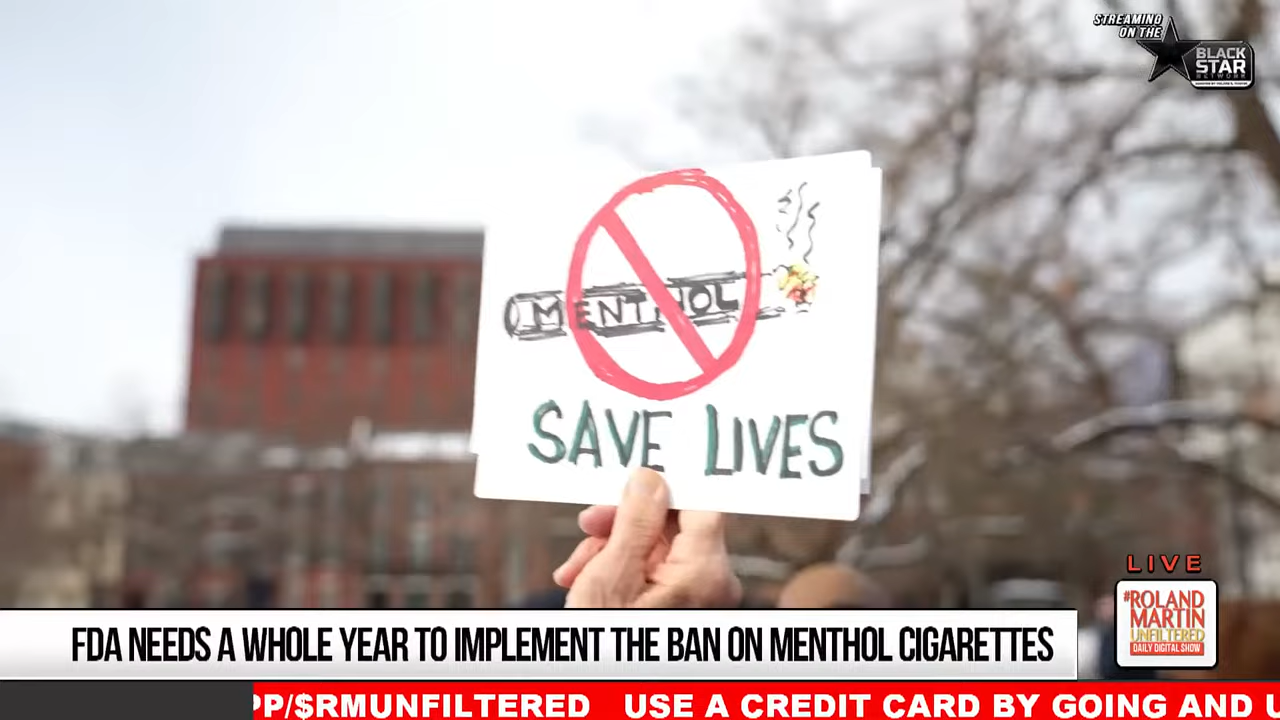 STREAMING
ON THE
BLACK
STAR
NETWORK
MENTHOL
SAVE LIVES
LIVE
#ROLAND
MARTIN
UNFILTERED
DAILY DIGITAL SHOW
FDA NEEDS A WHOLE YEAR TO IMPLEMENT THE BAN ON MENTHOL CIGARETTES
PP/$RMUNFILTERED USE A CREDIT CARD BY GOING AND U